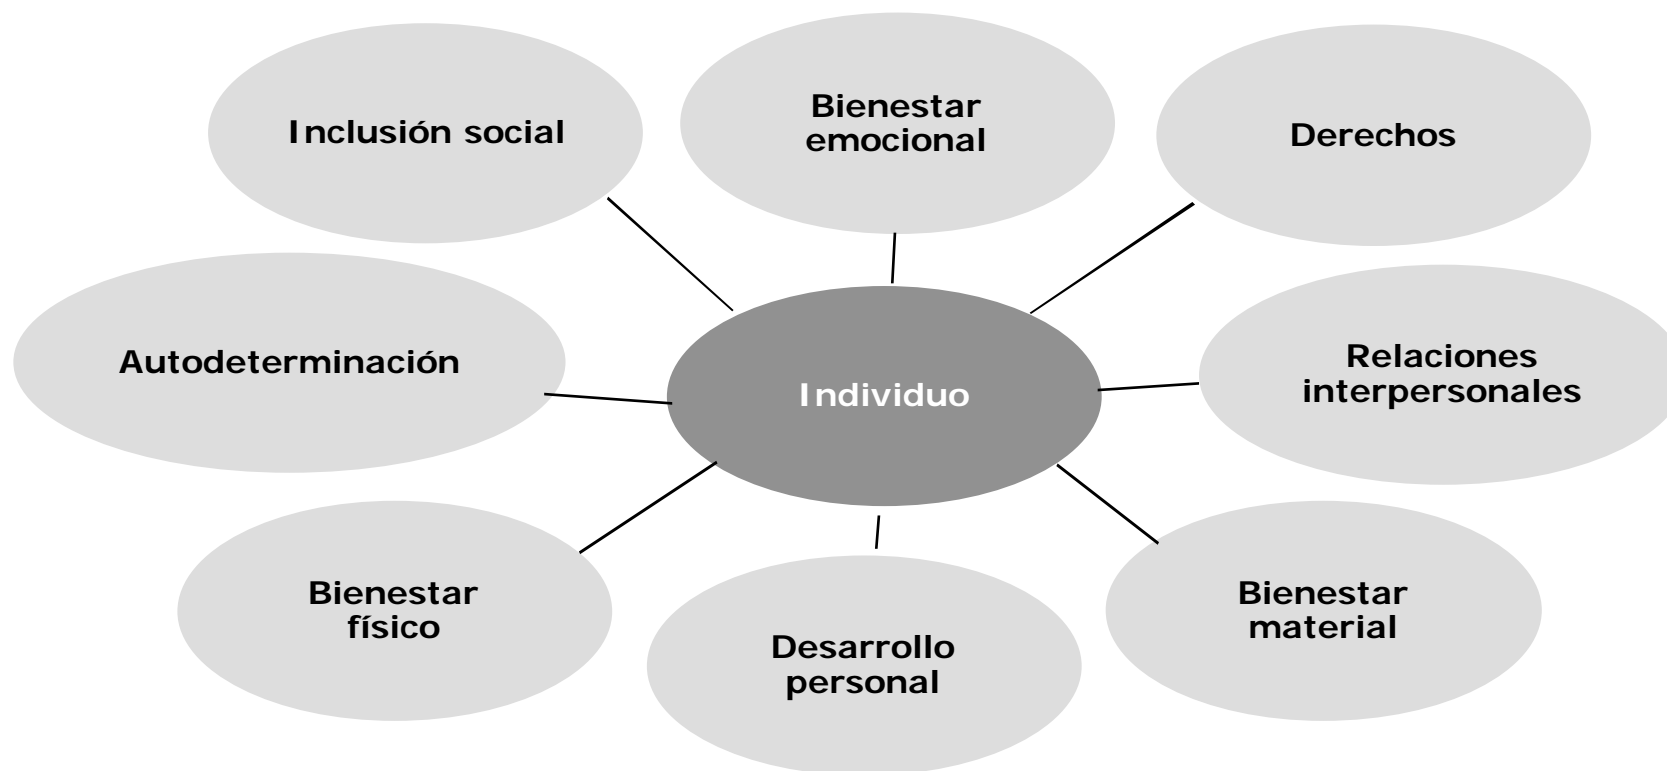 Inclusión social
Bienestar
emocional
Derechos
Autodeterminación
Individuo
Relaciones
interpersonales
Bienestar
físico
Desarrollo
personal
Bienestar
material